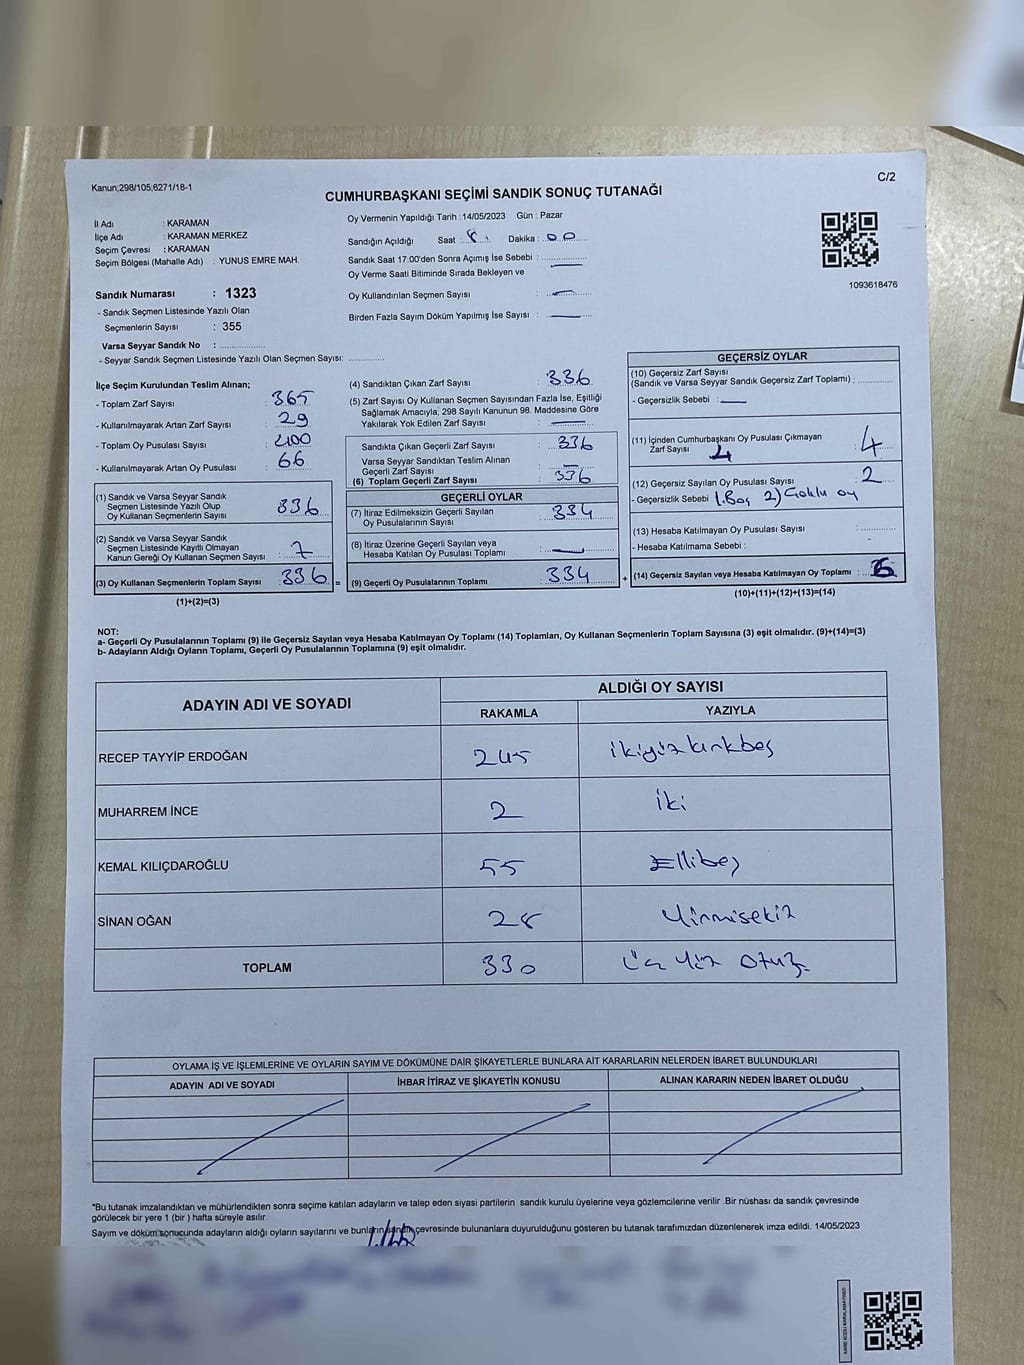 Kanun;298/105;6271/18-1
C/2
CUMHURBAŞKANI SEÇİMİ SANDIK SONUÇ TUTANAĞI
İl Adı : KARAMAN
İlçe Adı : KARAMAN MERKEZ
Seçim Çevresi : KARAMAN
Seçim Bölgesi (Mahalle Adı) : YUNUS EMRE MAH.
Sandık Numarası : 1323
- Sandık Seçmen Listesinde Yazılı Olan
Seçmenlerin Sayısı : 355
Varsa Seyyar Sandık No :
- Seyyar Sandık Seçmen Listesinde Yazılı Olan Seçmen Sayısı:
Oy Vermenin Yapıldığı Tarih :14/05/2023 Gün : Pazar
Sandığın Açıldığı Saat : 8. Dakika : 00
Sandık Saat 17:00'den Sonra Açılmış İse Sebebi :
Oy Verme Saati Bitiminde Sırada Bekleyen ve
Oy Kullandırılan Seçmen Sayısı : —
Birden Fazla Sayım Döküm Yapılmış İse Sayısı : —
1093618476
İlçe Seçim Kurulundan Teslim Alınan;
- Toplam Zarf Sayısı : 365
- Kullanılmayarak Artan Zarf Sayısı : 29
- Toplam Oy Pusulası Sayısı : 400
- Kullanılmayarak Artan Oy Pusulası : 66
(1) Sandık ve Varsa Seyyar Sandık
Seçmen Listesinde Yazılı Olup
Oy Kullanan Seçmenlerin Sayısı : 336
(2) Sandık ve Varsa Seyyar Sandık
Seçmen Listesinde Kayıtlı Olmayan
Kanun Gereği Oy Kullanan Seçmen Sayısı :
(3) Oy Kullanan Seçmenlerin Toplam Sayısı : 336 =
(1)+(2)=(3)
(4) Sandıktan Çıkan Zarf Sayısı : 336
(5) Zarf Sayısı Oy Kullanan Seçmen Sayısından Fazla İse, Eşitliği
Sağlamak Amacıyla, 298 Sayılı Kanunun 98. Maddesine Göre
Yakılarak Yok Edilen Zarf Sayısı : —
Sandıkta Çıkan Geçerli Zarf Sayısı : 336
Varsa Seyyar Sandıktan Teslim Alınan
Geçerli Zarf Sayısı : —
(6) Toplam Geçerli Zarf Sayısı : 336
GEÇERLİ OYLAR
(7) İtiraz Edilmeksizin Geçerli Sayılan
Oy Pusulalarının Sayısı : 334
(8) İtiraz Üzerine Geçerli Sayılan veya
Hesaba Katılan Oy Pusulası Toplamı : —
(9) Geçerli Oy Pusulalarının Toplamı : 334 +
GEÇERSİZ OYLAR
(10) Geçersiz Zarf Sayısı
(Sandık ve Varsa Seyyar Sandık Geçersiz Zarf Toplamı) :
- Geçersizlik Sebebi : —
(11) İçinden Cumhurbaşkanı Oy Pusulası Çıkmayan
Zarf Sayısı 4 : 4
(12) Geçersiz Sayılan Oy Pusulası Sayısı : 2
- Geçersizlik Sebebi 1.Boş 2) Çoklu oy
(13) Hesaba Katılmayan Oy Pusulası Sayısı :
- Hesaba Katılmama Sebebi :
(14) Geçersiz Sayılan veya Hesaba Katılmayan Oy Toplamı : 6
(10)+(11)+(12)+(13)=(14)
NOT:
a- Geçerli Oy Pusulalarının Toplamı (9) ile Geçersiz Sayılan veya Hesaba Katılmayan Oy Toplamı (14) Toplamları, Oy Kullanan Seçmenlerin Toplam Sayısına (3) eşit olmalıdır. (9)+(14)=(3)
b- Adayların Aldığı Oyların Toplamı, Geçerli Oy Pusulalarının Toplamına (9) eşit olmalıdır.
ADAYIN ADI VE SOYADI ALDIĞI OY SAYISI
RAKAMLA YAZIYLA
RECEP TAYYİP ERDOĞAN 245 ikiyüz kırkbeş
MUHARREM İNCE 2 iki
KEMAL KILIÇDAROĞLU 55 Ellibeş
SİNAN OĞAN 28 Yirmisekiz
TOPLAM 330 Üç Yüz Otuz
OYLAMA İŞ VE İŞLEMLERİNE VE OYLARIN SAYIM VE DÖKÜMÜNE DAİR ŞİKAYETLERLE BUNLARA AİT KARARLARIN NELERDEN İBARET BULUNDUKLARI
ADAYIN ADI VE SOYADI İHBAR İTİRAZ VE ŞİKAYETİN KONUSU ALINAN KARARIN NEDEN İBARET OLDUĞU
*Bu tutanak imzalandıktan ve mühürlendikten sonra seçime katılan adayların ve talep eden siyasi partilerin sandık kurulu üyelerine veya gözlemcilerine verilir .Bir nüshası da sandık çevresinde
görülecek bir yere 1 (bir ) hafta süreyle asılır.
Sayım ve döküm sonucunda adayların aldığı oyların sayılarını ve bunların sandık çevresinde bulunanlara duyurulduğunu gösteren bu tutanak tarafımızdan düzenlenerek imza edildi. 14/05/2023